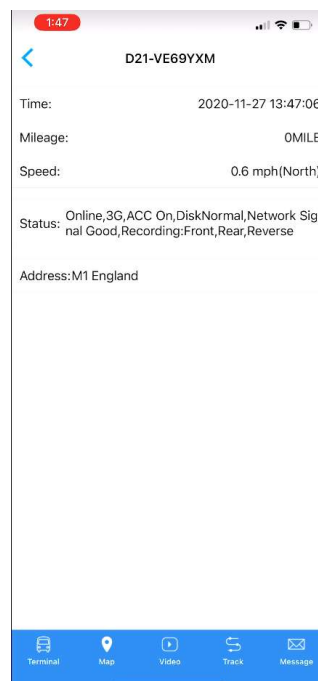 1:47
D21-VE69YXM
Time: 2020-11-27 13:47:06
Mileage: 0MILE
Speed: 0.6 mph(North)
Status: Online,3G,ACC On,DiskNormal,Network Sig
nal Good,Recording:Front,Rear,Reverse
Address:M1 England
Terminal Map Video Track Message